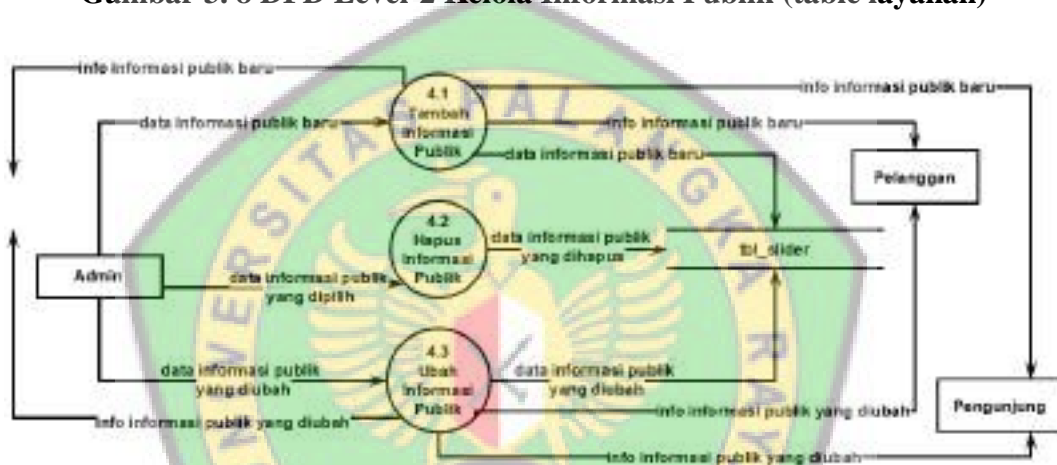 Gambar 3. 8 DFD Level 2 Kelola Informasi Publik (table layanan)
info informasi publik baru
4.1
Tambah
Informasi
Publik
info informasi publik baru
data informasi publik baru
info informasi publik baru
data informasi publik baru
Pelanggan
4.2
Hapus
Informasi
Publik
data informasi publik
yang dihapus
tbl_slider
Admin
data informasi publik
yang dipilih
4.3
Ubah
Informasi
Publik
data informasi publik
yang diubah
data informasi publik
yang diubah
Pengunjung
info informasi publik yang diubah
info informasi publik yang diubah
info informasi publik yang diubah
UNIVERSITAS PALANGKA RAYA